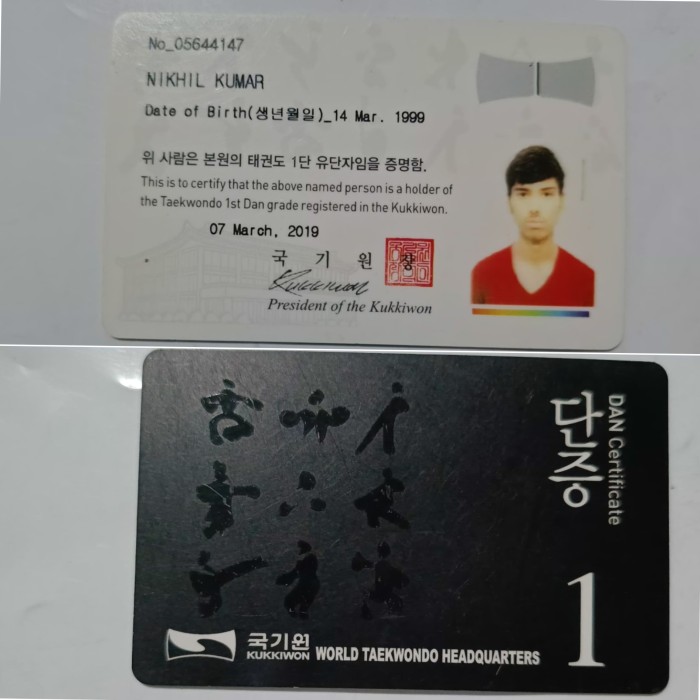 No_05644147
NIKHIL KUMAR
Date of Birth(생년월일)_14 Mar. 1999
위 사람은 본원의 태권도 1단 유단자임을 증명함.
This is to certify that the above named person is a holder of
the Taekwondo 1st Dan grade registered in the Kukkiwon.
07 March, 2019
국 기 원 장
Kukkiwon
President of the Kukkiwon
단증
DAN Certificate
1
국기원
KUKKIWON WORLD TAEKWONDO HEADQUARTERS